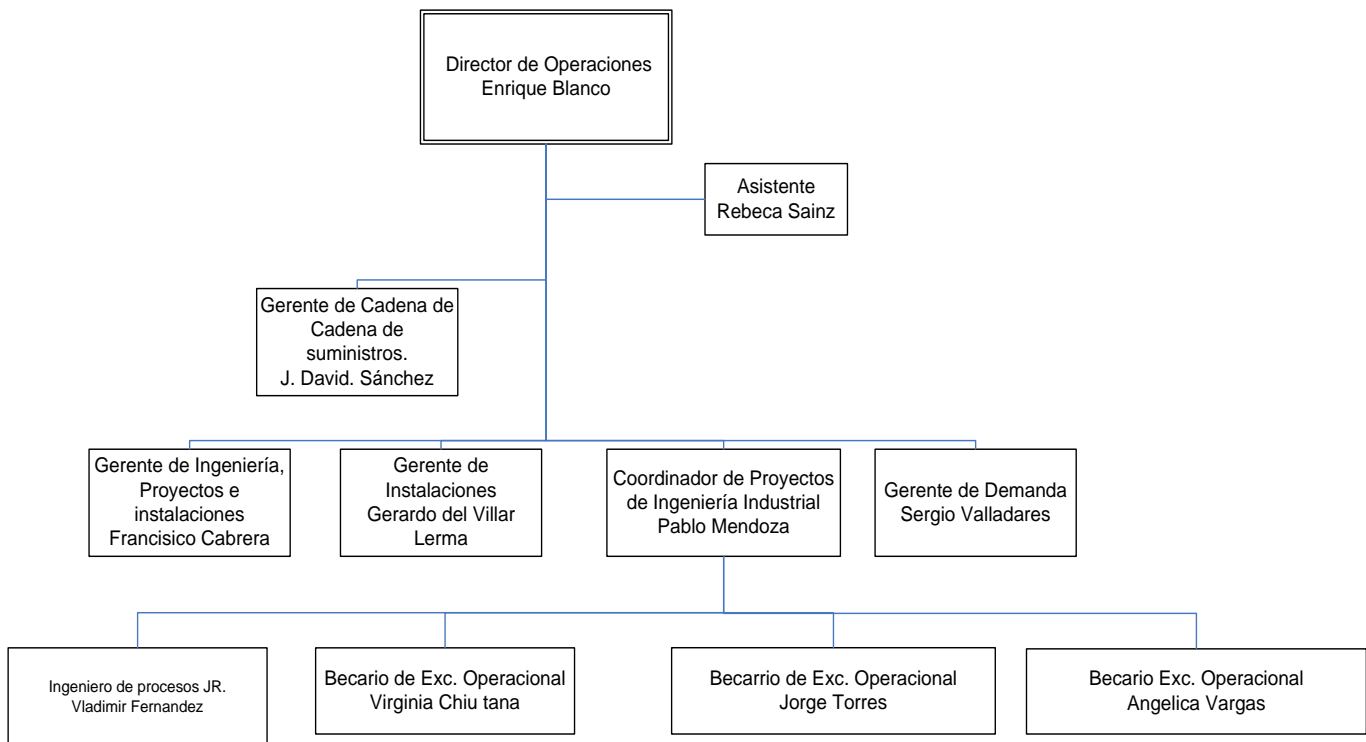 Director de Operaciones
Enrique Blanco
Asistente
Rebeca Sainz
Gerente de Cadena de
Cadena de
suministros.
J. David. Sánchez
Gerente de Ingeniería,
Proyectos e
instalaciones
Francisico Cabrera
Gerente de
Instalaciones
Gerardo del Villar
Lerma
Coordinador de Proyectos
de Ingeniería Industrial
Pablo Mendoza
Gerente de Demanda
Sergio Valladares
Ingeniero de procesos JR.
Vladimir Fernandez
Becario de Exc. Operacional
Virginia Chiu tana
Becarrio de Exc. Operacional
Jorge Torres
Becario Exc. Operacional
Angelica Vargas